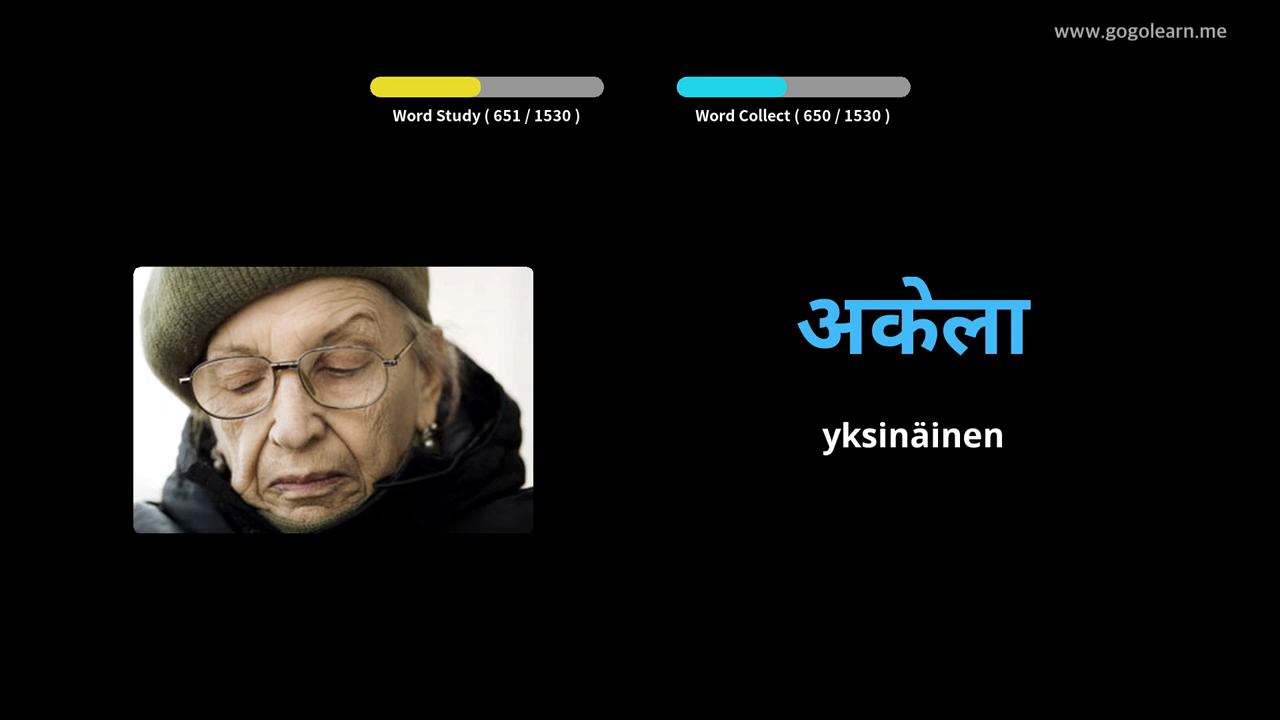 www.gogolearn.me
Word Study ( 651 / 1530 )
Word Collect ( 650 / 1530 )
अकेला
yksinäinen